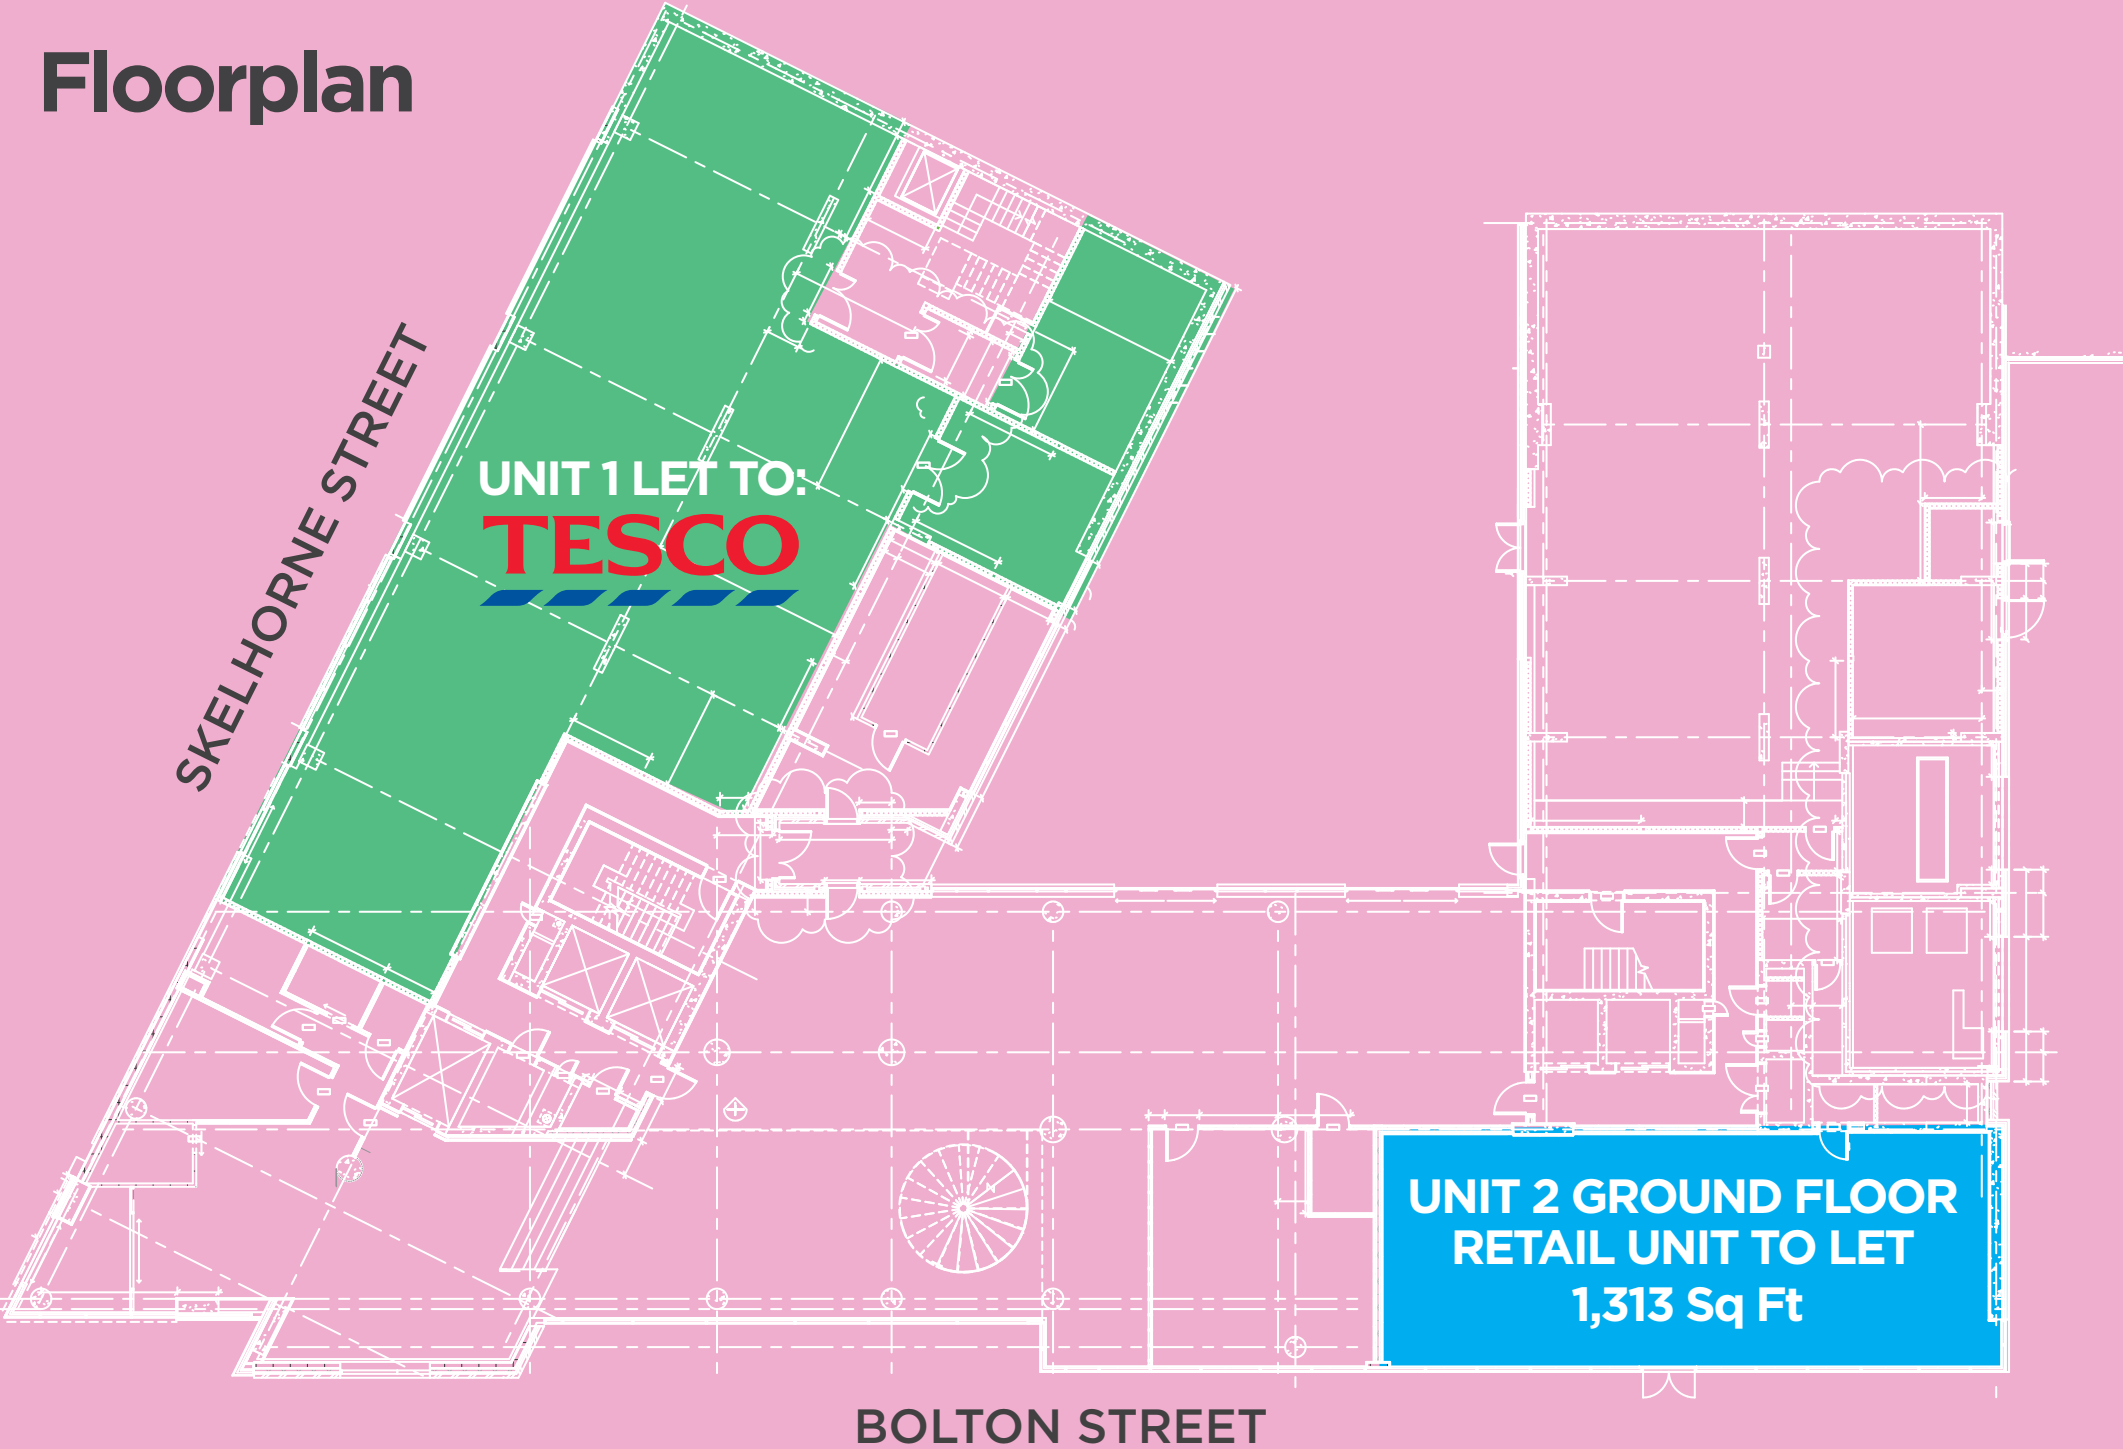 Floorplan
SKELHORNE STREET
UNIT 1 LET TO:
TESCO
UNIT 2 GROUND FLOOR
RETAIL UNIT TO LET
1,313 Sq Ft
BOLTON STREET